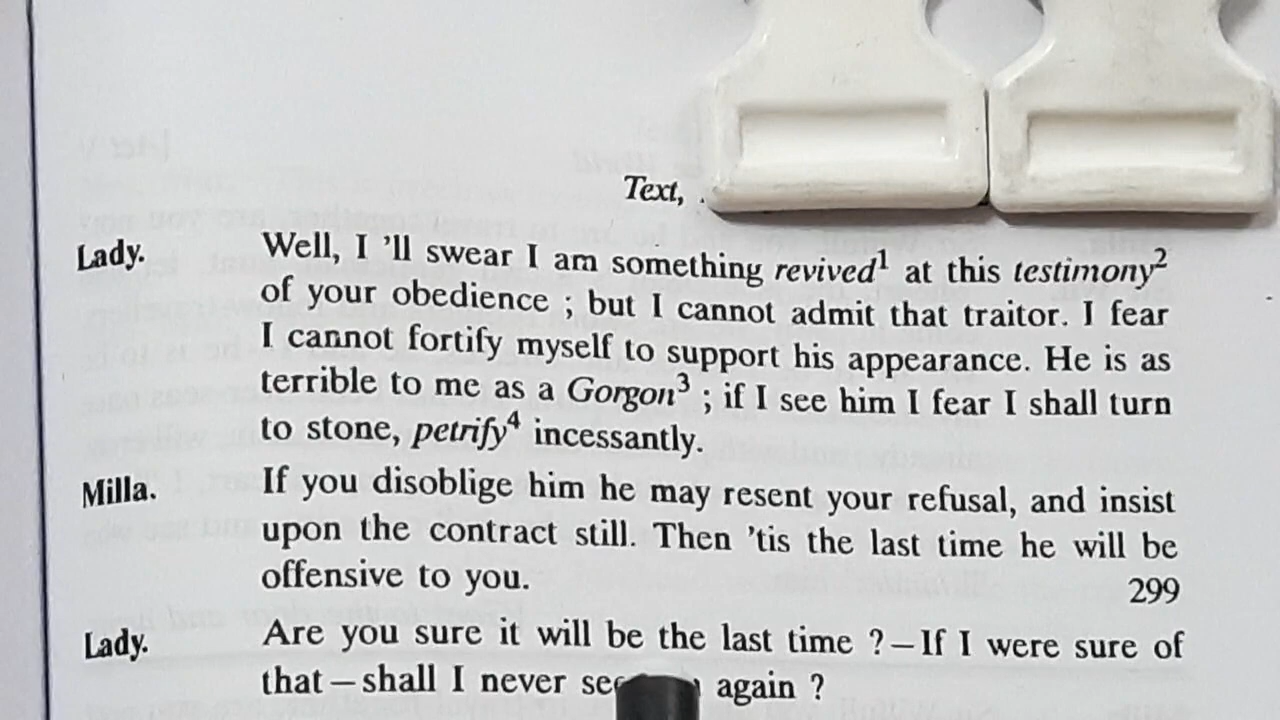 Text,
Lady. Well, I 'll swear I am something revived¹ at this testimony²
of your obedience ; but I cannot admit that traitor. I fear
I cannot fortify myself to support his appearance. He is as
terrible to me as a Gorgon³ ; if I see him I fear I shall turn
to stone, petrify⁴ incessantly.
Milla. If you disoblige him he may resent your refusal, and insist
upon the contract still. Then 'tis the last time he will be
offensive to you. 299
Lady. Are you sure it will be the last time ?—If I were sure of
that—shall I never again ?